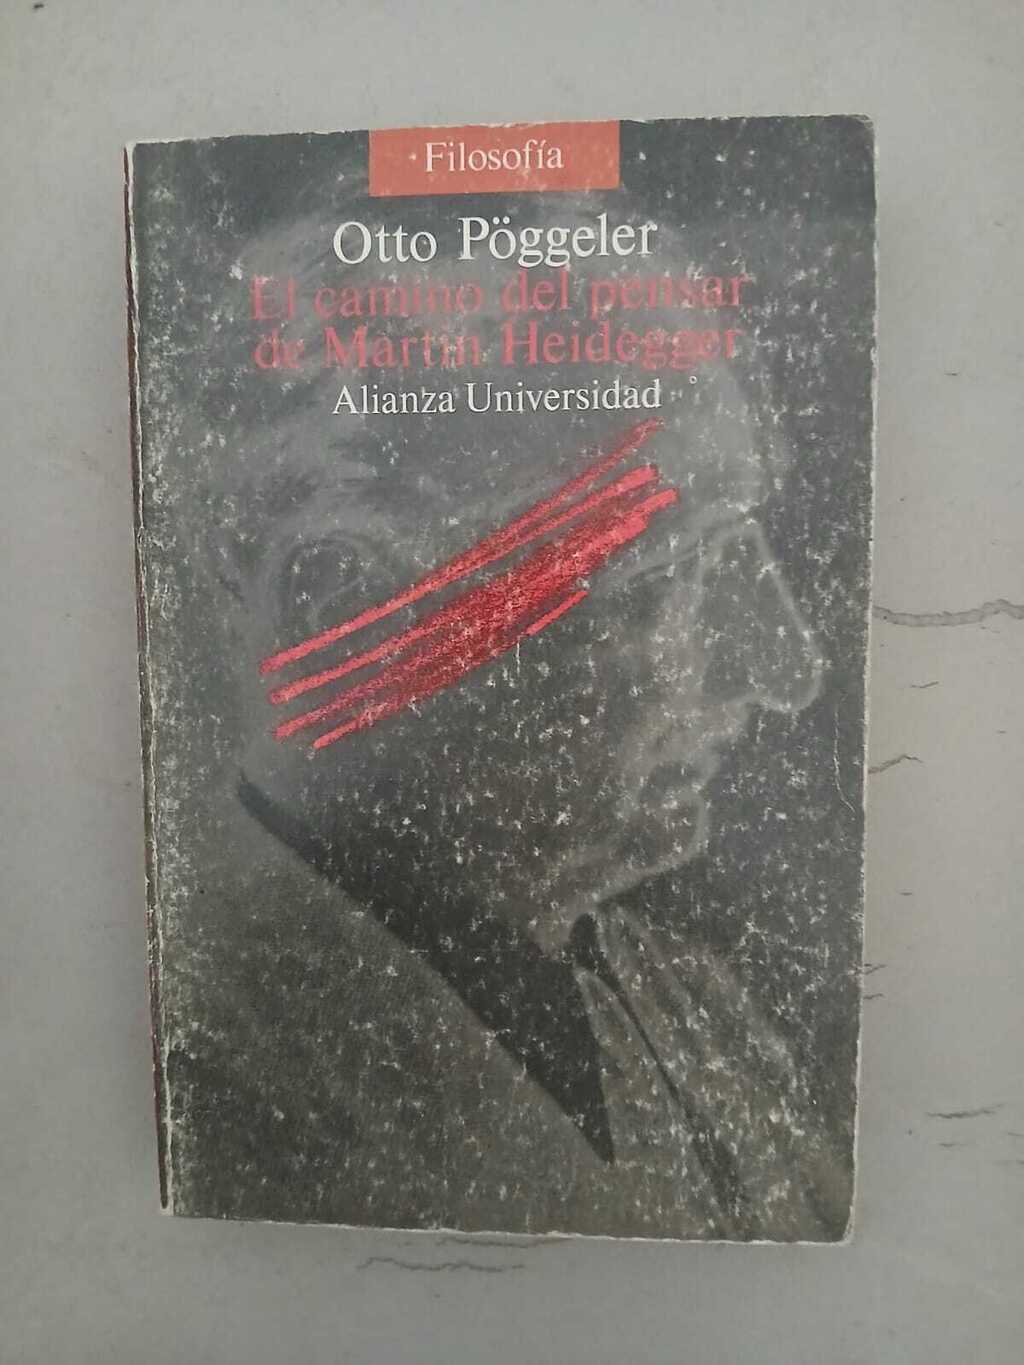 Filosofía
Otto Pöggeler
El camino del pensar
de Martin Heidegger
Alianza Universidad